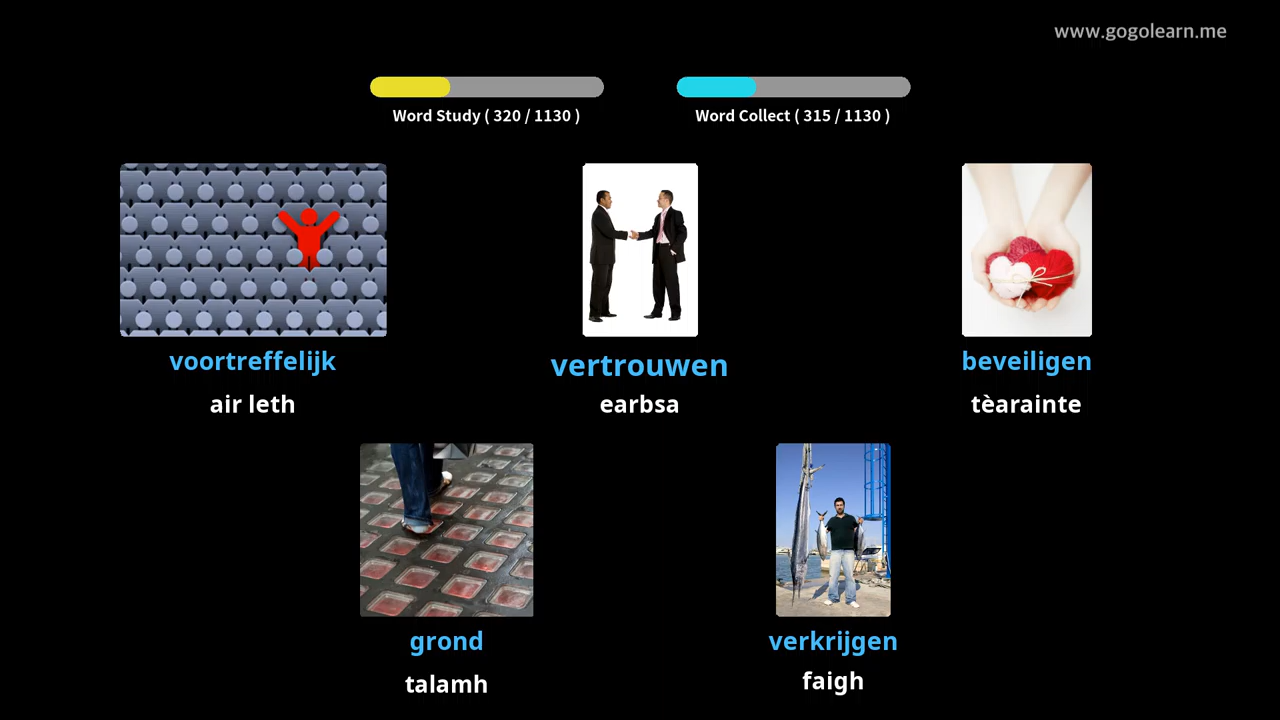 www.gogolearn.me
Word Study ( 320 / 1130 )
Word Collect ( 315 / 1130 )
voortreffelijk
air leth
vertrouwen
earbsa
beveiligen
tèarainte
grond
talamh
verkrijgen
faigh